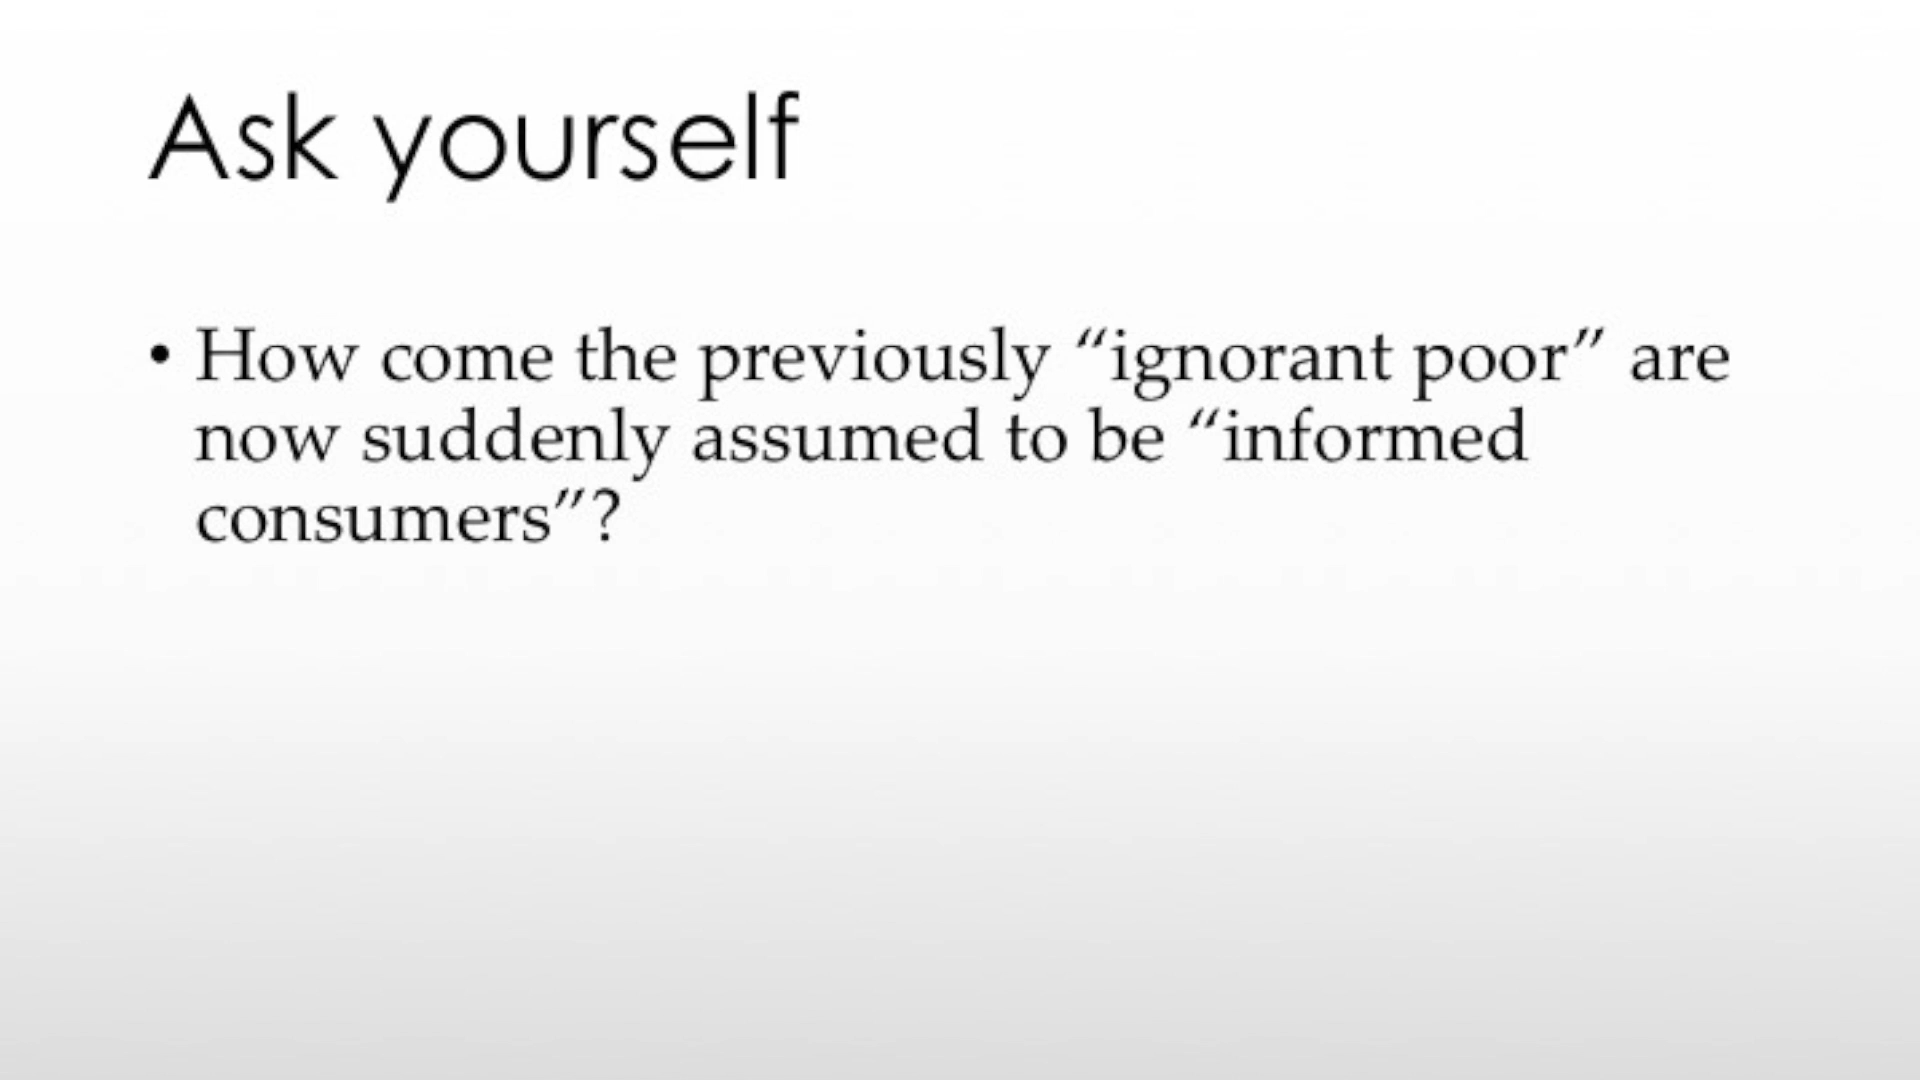 Ask yourself
• How come the previously “ignorant poor” are
now suddenly assumed to be “informed
consumers”?